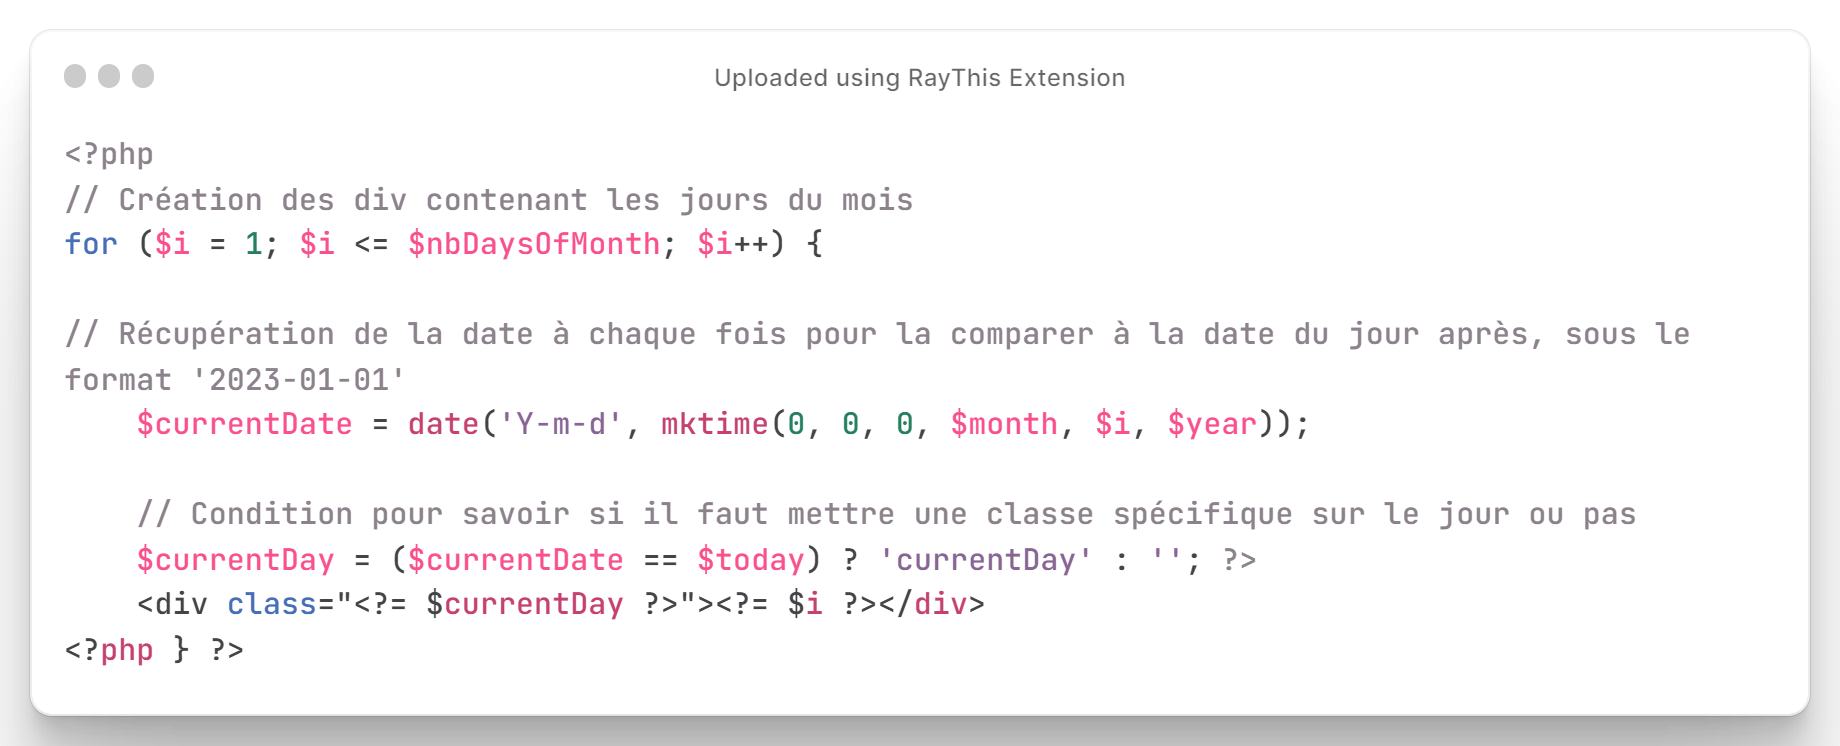 Uploaded using RayThis Extension
<?php
// Création des div contenant les jours du mois
for ($i = 1; $i <= $nbDaysOfMonth; $i++) {
// Récupération de la date à chaque fois pour la comparer à la date du jour après, sous le
format '2023-01-01'
    $currentDate = date('Y-m-d', mktime(0, 0, 0, $month, $i, $year));
    // Condition pour savoir si il faut mettre une classe spécifique sur le jour ou pas
    $currentDay = ($currentDate == $today) ? 'currentDay' : ''; ?>
    <div class="<?= $currentDay ?>"><?= $i ?></div>
<?php } ?>